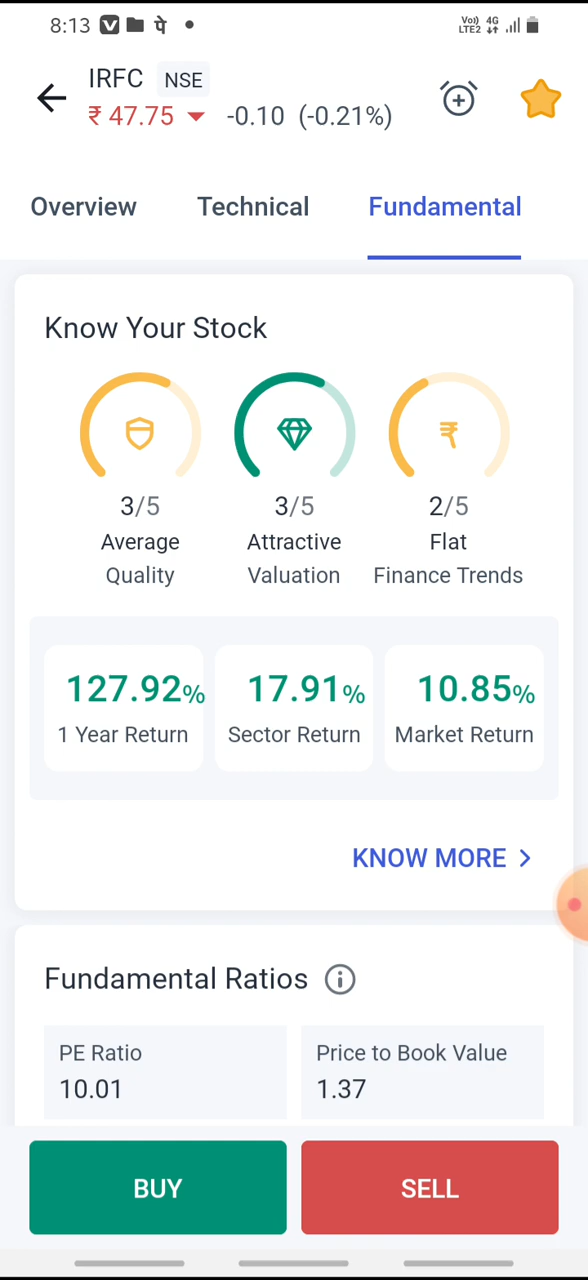 8:13 V पे Vo)) LTE2 4G
IRFC NSE
₹ 47.75 -0.10 (-0.21%)
Overview Technical Fundamental
Know Your Stock
₹
3/5 3/5 2/5
Average Attractive Flat
Quality Valuation Finance Trends
127.92% 17.91% 10.85%
1 Year Return Sector Return Market Return
KNOW MORE
Fundamental Ratios
PE Ratio Price to Book Value
10.01 1.37
BUY SELL